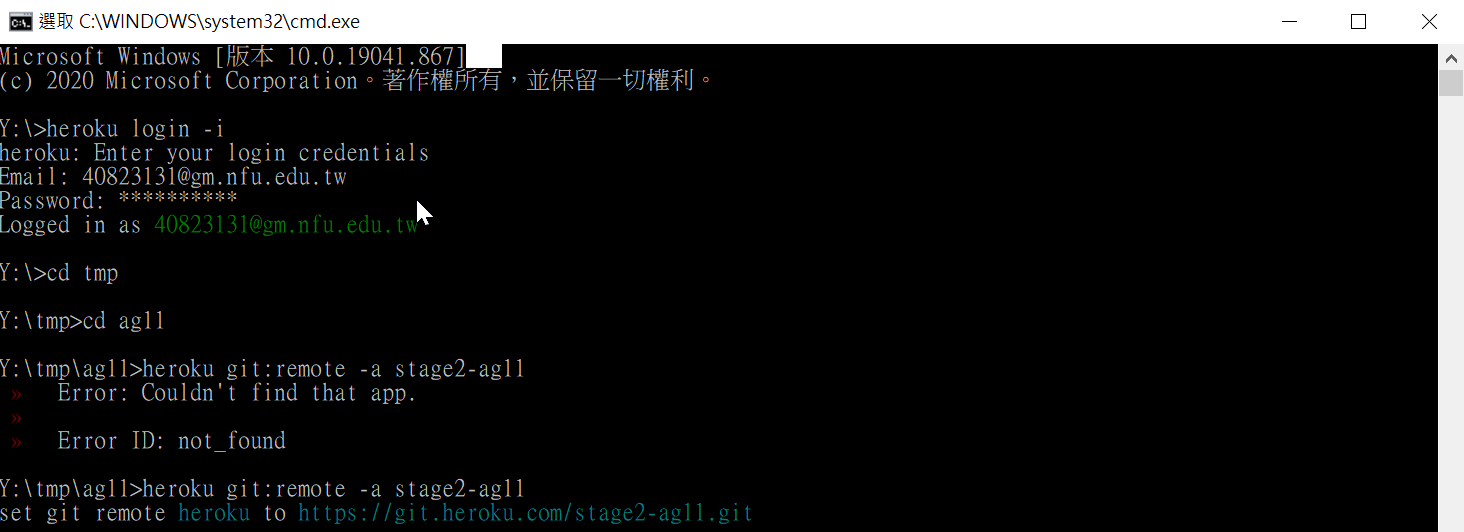 選取 C:\WINDOWS\system32\cmd.exe
Microsoft Windows [版本 10.0.19041.867]
(c) 2020 Microsoft Corporation。著作權所有，並保留一切權利。
Y:\>heroku login -i
heroku: Enter your login credentials
Email: 40823131@gm.nfu.edu.tw
Password: **********
Logged in as 40823131@gm.nfu.edu.tw
Y:\>cd tmp
Y:\tmp>cd ag11
Y:\tmp\ag11>heroku git:remote -a stage2-ag11
» Error: Couldn't find that app.
»
» Error ID: not_found
Y:\tmp\ag11>heroku git:remote -a stage2-ag11
set git remote heroku to https://git.heroku.com/stage2-ag11.git